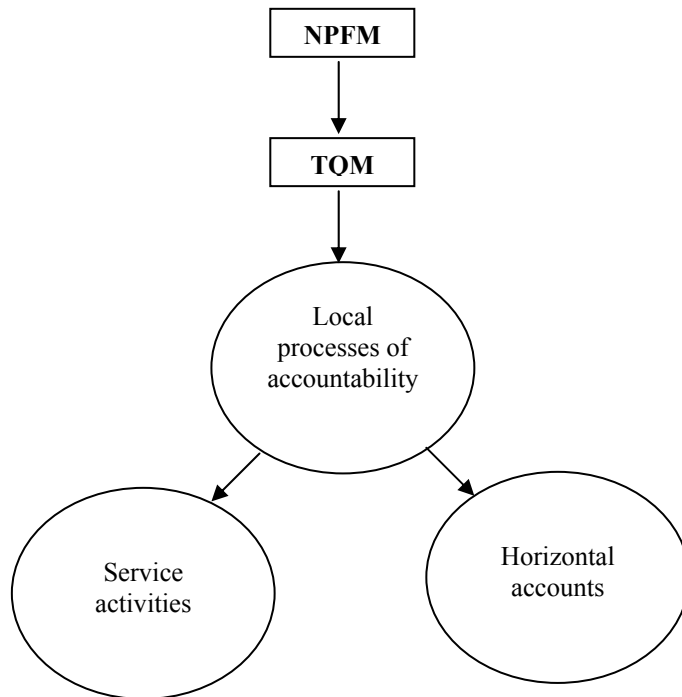 NPFM
TQM
Local
processes of
accountability
Service
activities
Horizontal
accounts